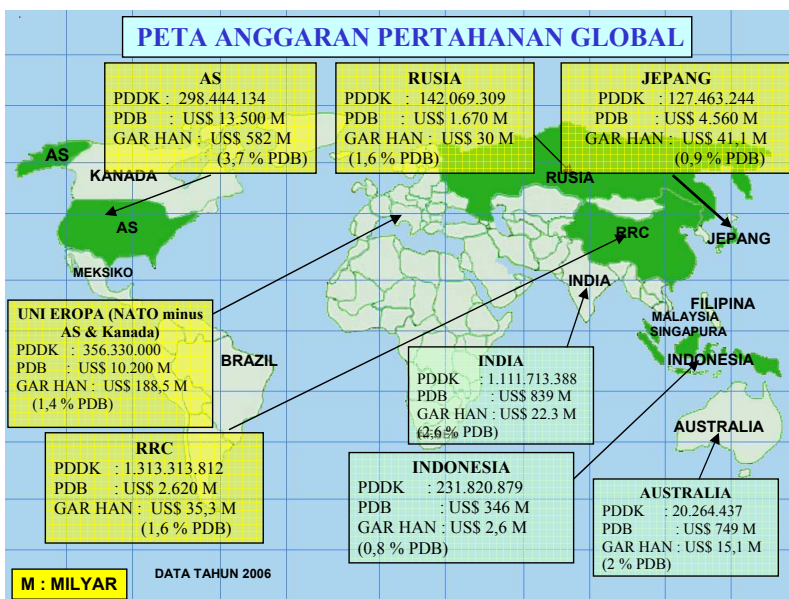 PETA ANGGARAN PERTAHANAN GLOBAL
AS
PDDK : 298.444.134
PDB : US$ 13.500 M
GAR HAN : US$ 582 M
(3,7 % PDB)
RUSIA
PDDK : 142.069.309
PDB : US$ 1.670 M
GAR HAN : US$ 30 M
(1,6 % PDB)
JEPANG
PDDK : 127.463.244
PDB : US$ 4.560 M
GAR HAN : US$ 41,1 M
(0,9 % PDB)
AS
KANADA
AS
MEKSIKO
RUSIA
RRC
JEPANG
INDIA
FILIPINA
MALAYSIA
SINGAPURA
INDONESIA
BRAZIL
AUSTRALIA
UNI EROPA (NATO minus
AS & Kanada)
PDDK : 356.330.000
PDB : US$ 10.200 M
GAR HAN : US$ 188,5 M
(1,4 % PDB)
INDIA
PDDK : 1.111.713.388
PDB : US$ 839 M
GAR HAN : US$ 22.3 M
(2,6 % PDB)
RRC
PDDK : 1.313.313.812
PDB : US$ 2.620 M
GAR HAN : US$ 35,3 M
(1,6 % PDB)
INDONESIA
PDDK : 231.820.879
PDB : US$ 346 M
GAR HAN : US$ 2,6 M
(0,8 % PDB)
AUSTRALIA
PDDK : 20.264.437
PDB : US$ 749 M
GAR HAN : US$ 15,1 M
(2 % PDB)
M : MILYAR
DATA TAHUN 2006